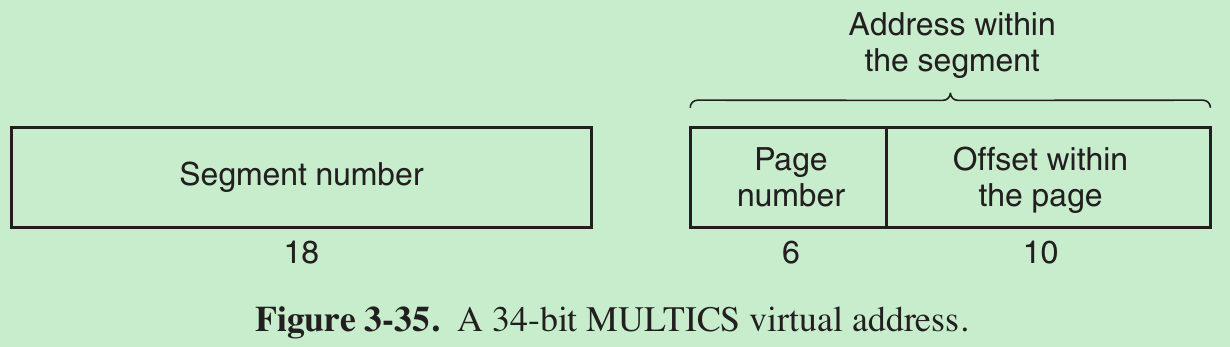 Address within
the segment
Segment number
Page
number
Offset within
the page
18
6
10
Figure 3-35. A 34-bit MULTICS virtual address.